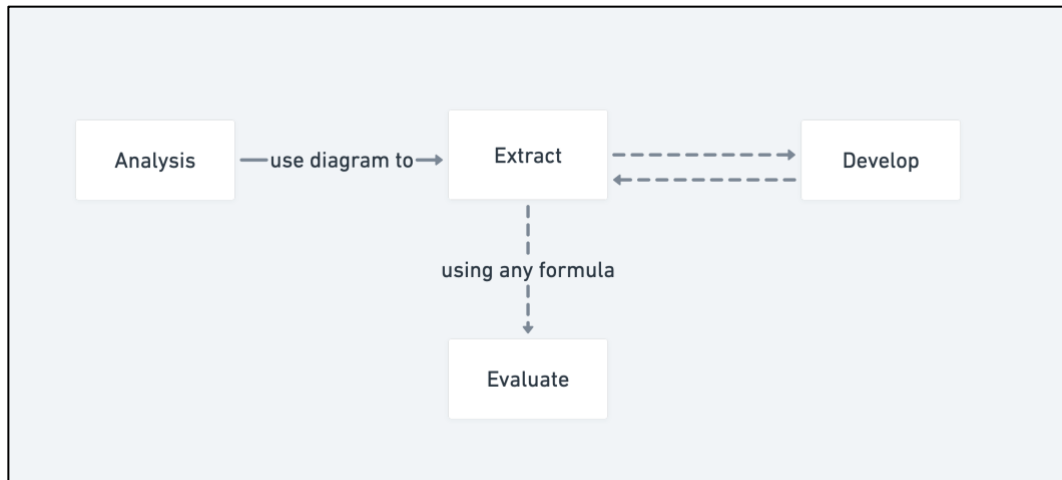 Analysis
use diagram to
Extract
Develop
using any formula
Evaluate